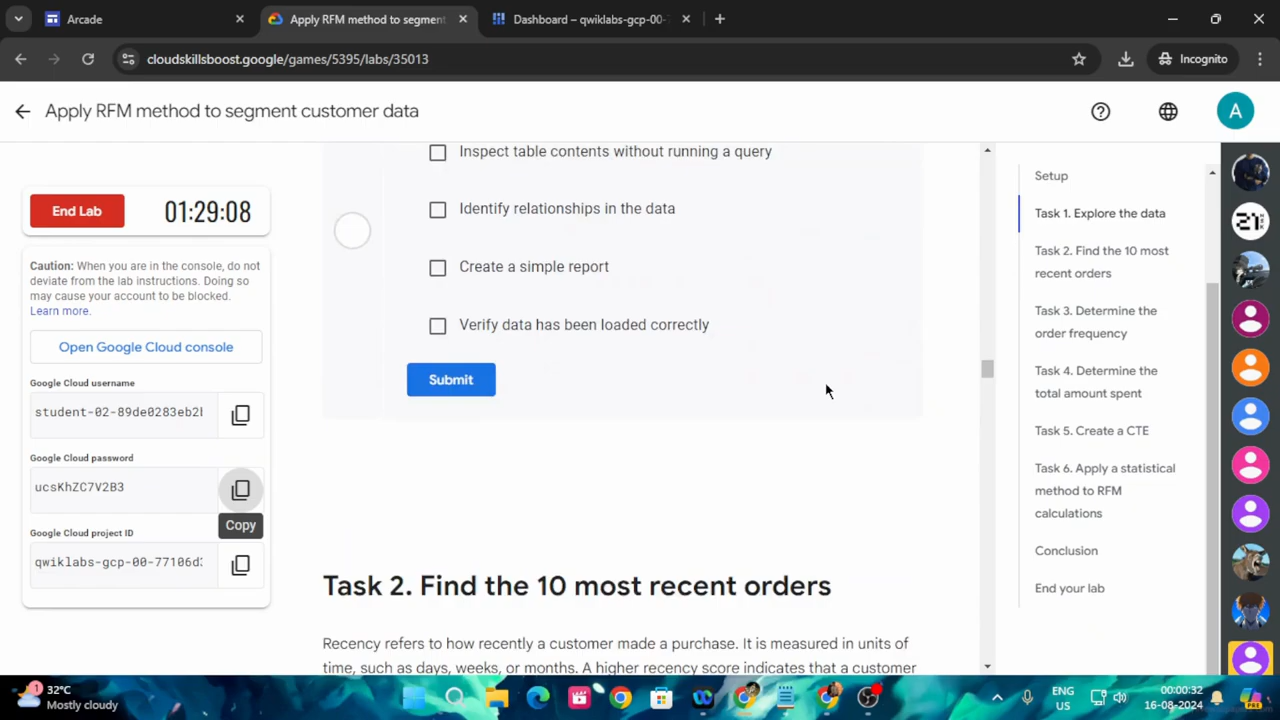 Arcade
Apply RFM method to segment
Dashboard – qwiklabs-gcp-00-7
cloudskillsboost.google/games/5395/labs/35013
Incognito
Apply RFM method to segment customer data
A
End Lab
01:29:08
Caution: When you are in the console, do not
deviate from the lab instructions. Doing so
may cause your account to be blocked.
Learn more.
Open Google Cloud console
Google Cloud username
student-02-89de0283eb2
Google Cloud password
ucsKhZC7V2B3
Copy
Google Cloud project ID
qwiklabs-gcp-00-77106d
Inspect table contents without running a query
Identify relationships in the data
Create a simple report
Verify data has been loaded correctly
Submit
Task 2. Find the 10 most recent orders
Recency refers to how recently a customer made a purchase. It is measured in units of
time, such as days, weeks, or months. A higher recency score indicates that a customer
Setup
Task 1. Explore the data
Task 2. Find the 10 most
recent orders
Task 3. Determine the
order frequency
Task 4. Determine the
total amount spent
Task 5. Create a CTE
Task 6. Apply a statistical
method to RFM
calculations
Conclusion
End your lab
21
1
32°C
Mostly cloudy
ENG
US
00:00:32
16-08-2024
PRE